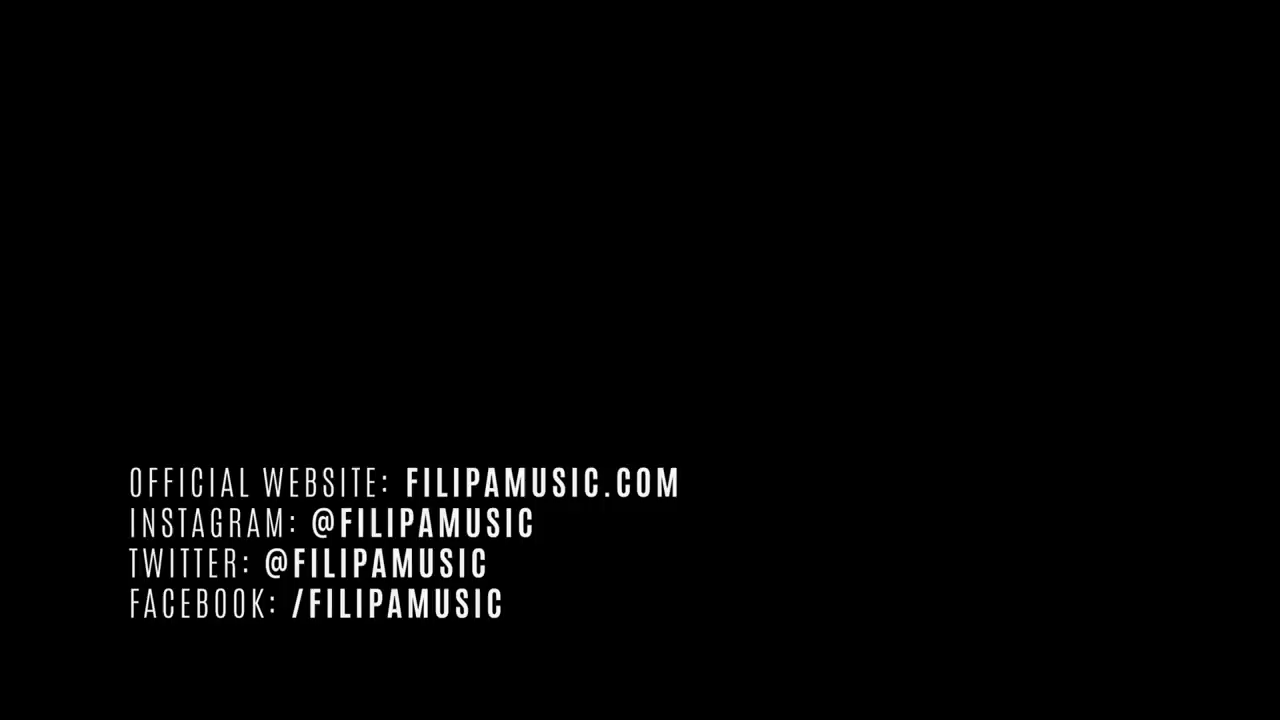 OFFICIAL WEBSITE: FILIPAMUSIC.COM
INSTAGRAM: @FILIPAMUSIC
TWITTER: @FILIPAMUSIC
FACEBOOK: /FILIPAMUSIC